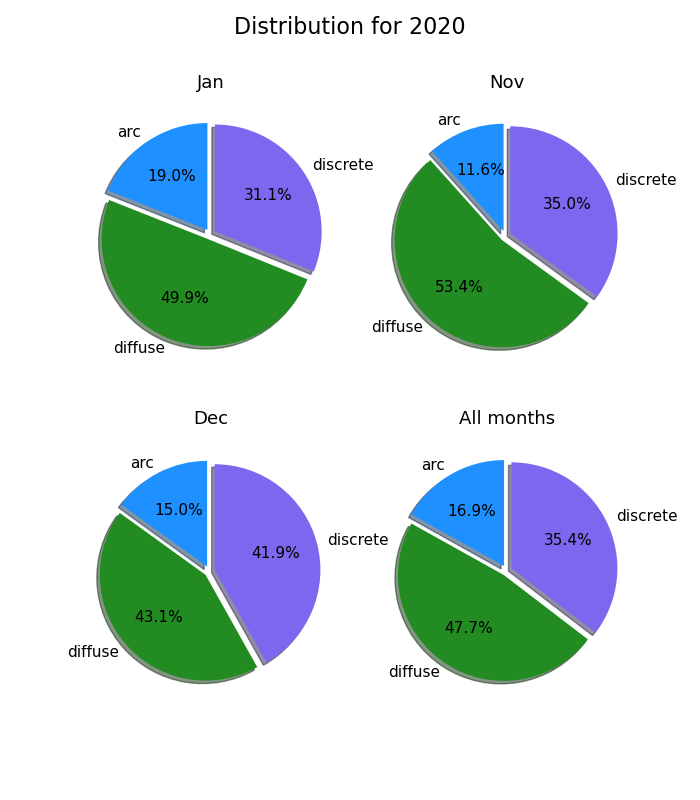 Distribution for 2020
Jan
arc
19.0%
discrete
31.1%
49.9%
diffuse
Nov
arc
11.6%
discrete
35.0%
53.4%
diffuse
Dec
arc
15.0%
discrete
41.9%
43.1%
diffuse
All months
arc
16.9%
discrete
35.4%
47.7%
diffuse